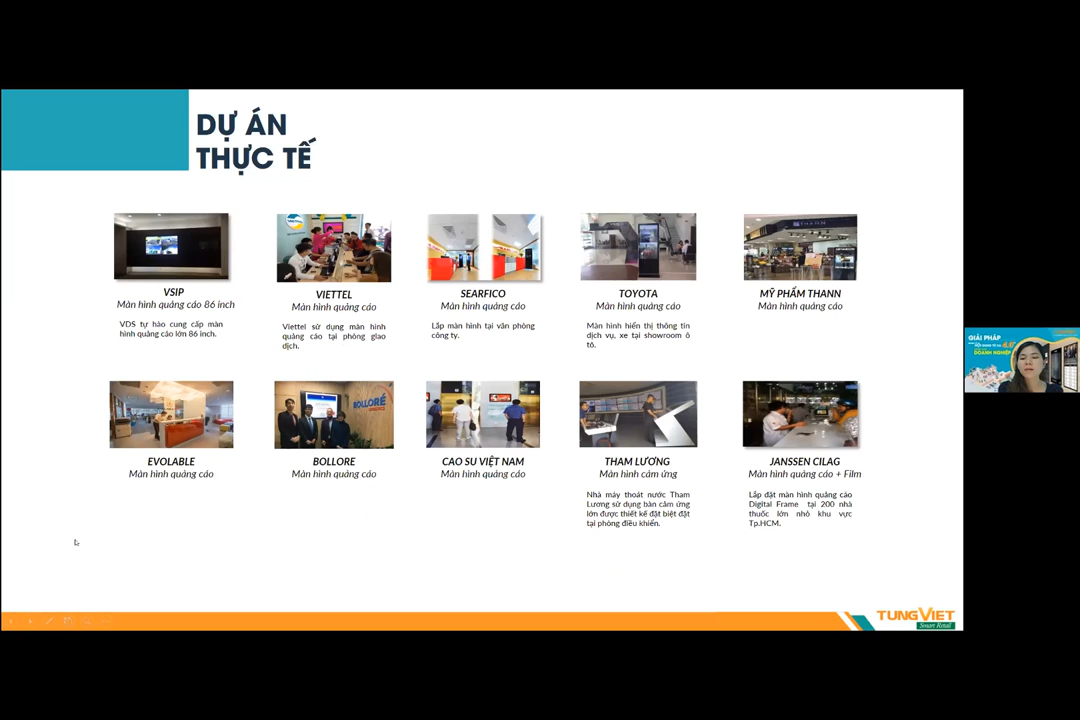 DỰ ÁN
THỰC TẾ
VSIP
Màn hình quảng cáo 86 inch
VDS tự hào cung cấp màn
hình quảng cáo lớn 86 inch.
VIETTEL
Màn hình quảng cáo
Viettel sử dụng màn hình
quảng cáo tại phòng giao
dịch.
SEARFICO
Màn hình quảng cáo
Lắp màn hình tại văn phòng
công ty.
TOYOTA
Màn hình quảng cáo
Màn hình hiển thị thông tin
dịch vụ, xe tại showroom ô
tô.
MỸ PHẨM THANN
Màn hình quảng cáo
GIẢI PHÁP
DOANH NGHIỆP
BOLLORÉ
EVOLABLE
Màn hình quảng cáo
BOLLORE
Màn hình quảng cáo
CAO SU VIỆT NAM
Màn hình quảng cáo
THAM LƯƠNG
Màn hình cảm ứng
Nhà máy thoát nước Tham
Lương sử dụng bàn cảm ứng
lớn được thiết kế đặt biệt đặt
tại phòng điều khiển.
JANSSEN CILAG
Màn hình quảng cáo + Film
Lắp đặt màn hình quảng cáo
Digital Frame tại 200 nhà
thuốc lớn nhỏ khu vực
Tp.HCM.
TUNGVIET
Smart Retail